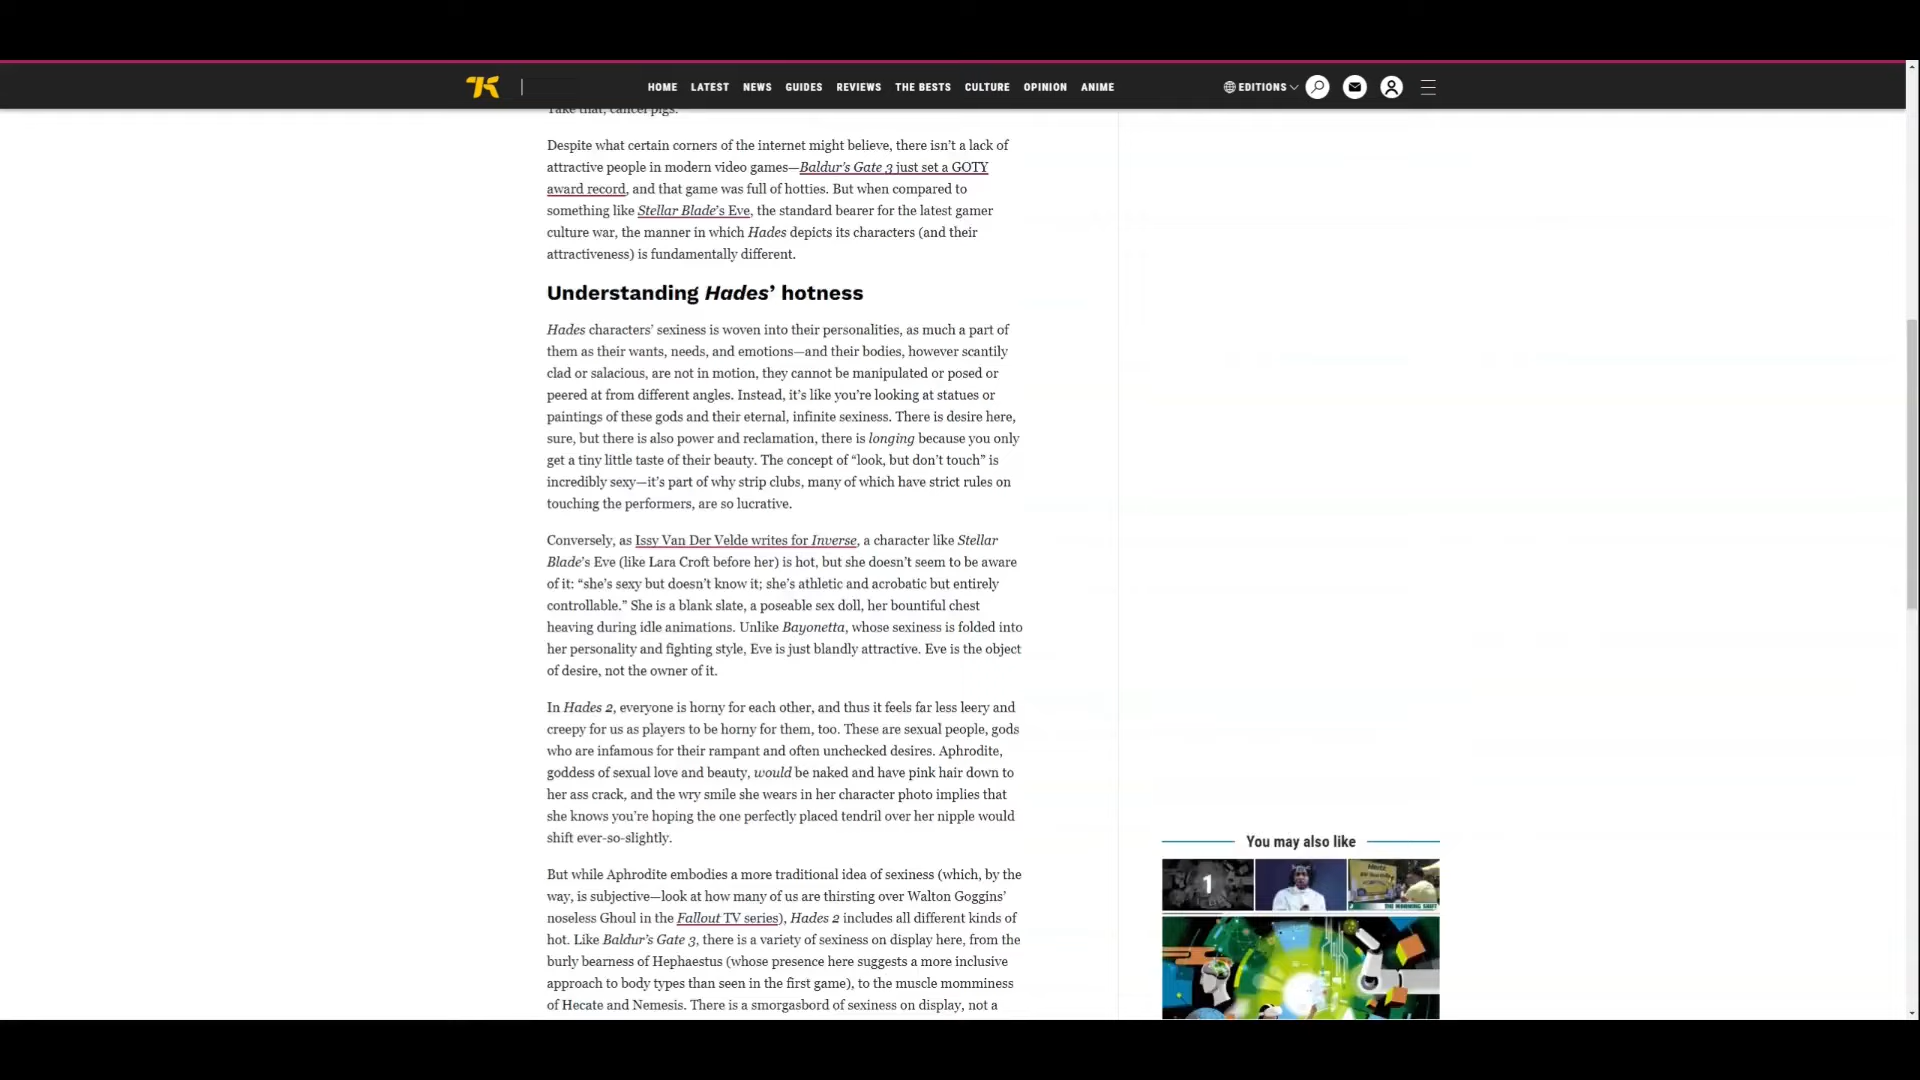 HOME LATEST NEWS GUIDES REVIEWS THE BESTS CULTURE OPINION ANIME EDITIONS
Take that, cancel pigs.
Despite what certain corners of the internet might believe, there isn’t a lack of
attractive people in modern video games—Baldur’s Gate 3 just set a GOTY
award record, and that game was full of hotties. But when compared to
something like Stellar Blade’s Eve, the standard bearer for the latest gamer
culture war, the manner in which Hades depicts its characters (and their
attractiveness) is fundamentally different.
Understanding Hades’ hotness
Hades characters’ sexiness is woven into their personalities, as much a part of
them as their wants, needs, and emotions—and their bodies, however scantily
clad or salacious, are not in motion, they cannot be manipulated or posed or
peered at from different angles. Instead, it’s like you’re looking at statues or
paintings of these gods and their eternal, infinite sexiness. There is desire here,
sure, but there is also power and reclamation, there is longing because you only
get a tiny little taste of their beauty. The concept of “look, but don’t touch” is
incredibly sexy—it’s part of why strip clubs, many of which have strict rules on
touching the performers, are so lucrative.
Conversely, as Issy Van Der Velde writes for Inverse, a character like Stellar
Blade’s Eve (like Lara Croft before her) is hot, but she doesn’t seem to be aware
of it: “she’s sexy but doesn’t know it; she’s athletic and acrobatic but entirely
controllable.” She is a blank slate, a poseable sex doll, her bountiful chest
heaving during idle animations. Unlike Bayonetta, whose sexiness is folded into
her personality and fighting style, Eve is just blandly attractive. Eve is the object
of desire, not the owner of it.
In Hades 2, everyone is horny for each other, and thus it feels far less leery and
creepy for us as players to be horny for them, too. These are sexual people, gods
who are infamous for their rampant and often unchecked desires. Aphrodite,
goddess of sexual love and beauty, would be naked and have pink hair down to
her ass crack, and the wry smile she wears in her character photo implies that
she knows you’re hoping the one perfectly placed tendril over her nipple would
shift ever-so-slightly.
But while Aphrodite embodies a more traditional idea of sexiness (which, by the
way, is subjective—look at how many of us are thirsting over Walton Goggins’
noseless Ghoul in the Fallout TV series), Hades 2 includes all different kinds of
hot. Like Baldur’s Gate 3, there is a variety of sexiness on display here, from the
burly bearness of Hephaestus (whose presence here suggests a more inclusive
approach to body types than seen in the first game), to the muscle momminess
of Hecate and Nemesis. There is a smorgasbord of sexiness on display, not a
You may also like
1
THE MORNING SHIFT